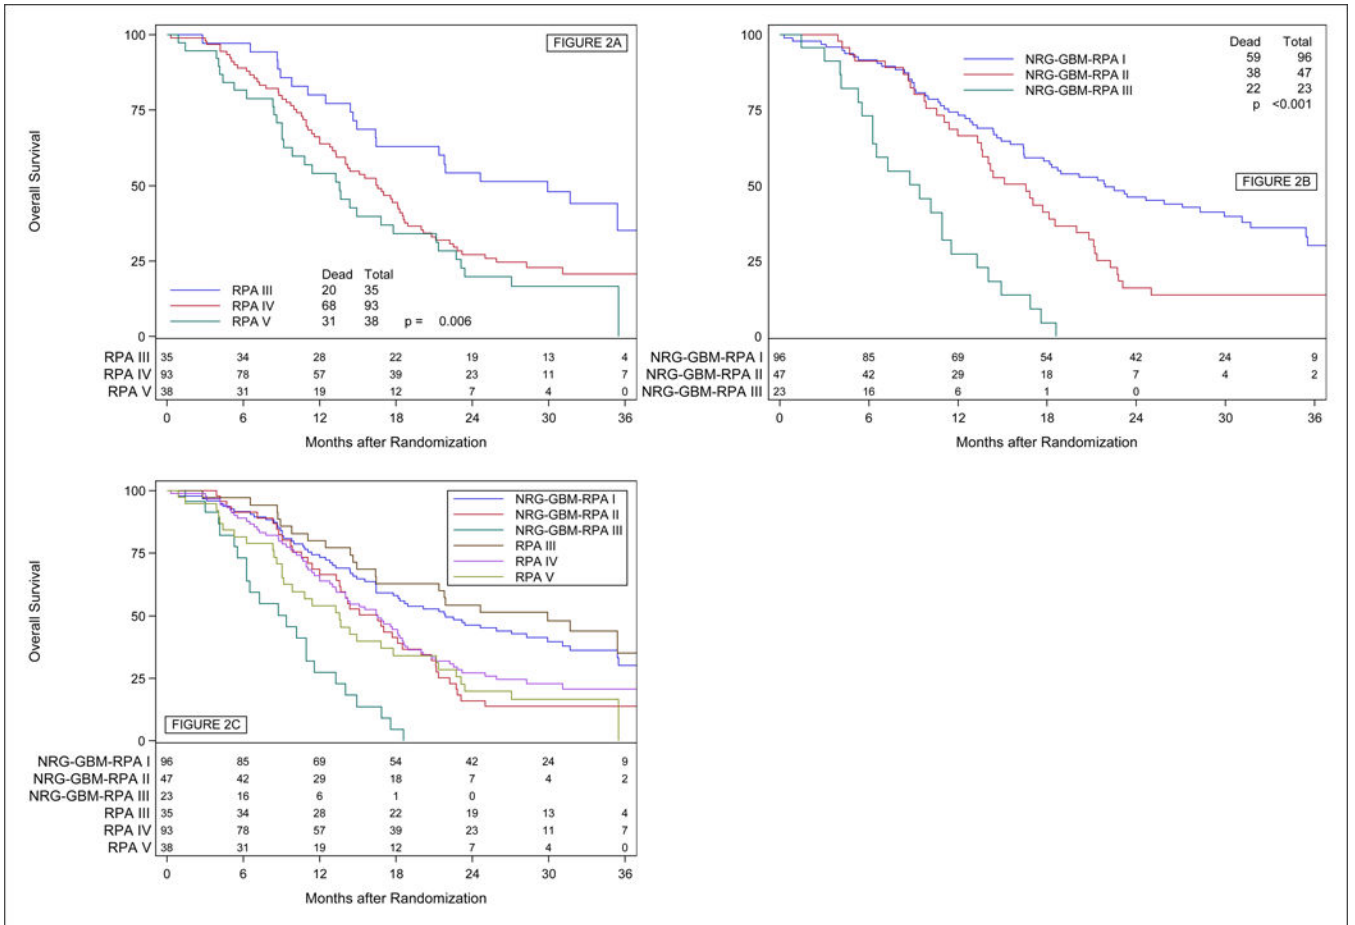 FIGURE 2A
100
75
50
25
0
Overall Survival
Dead Total
RPA III 20 35
RPA IV 68 93
RPA V 31 38 p = 0.006
RPA III 35 34 28 22 19 13 4
RPA IV 93 78 57 39 23 11 7
RPA V 38 31 19 12 7 4 0
0 6 12 18 24 30 36
Months after Randomization
100
75
50
25
0
Dead Total
NRG-GBM-RPA I 59 96
NRG-GBM-RPA II 38 47
NRG-GBM-RPA III 22 23
p <0.001
FIGURE 2B
NRG-GBM-RPA I 96 85 69 54 42 24 9
NRG-GBM-RPA II 47 42 29 18 7 4 2
NRG-GBM-RPA III 23 16 6 1 0
0 6 12 18 24 30 36
Months after Randomization
100
75
50
25
0
Overall Survival
NRG-GBM-RPA I
NRG-GBM-RPA II
NRG-GBM-RPA III
RPA III
RPA IV
RPA V
FIGURE 2C
NRG-GBM-RPA I 96 85 69 54 42 24 9
NRG-GBM-RPA II 47 42 29 18 7 4 2
NRG-GBM-RPA III 23 16 6 1 0
RPA III 35 34 28 22 19 13 4
RPA IV 93 78 57 39 23 11 7
RPA V 38 31 19 12 7 4 0
0 6 12 18 24 30 36
Months after Randomization